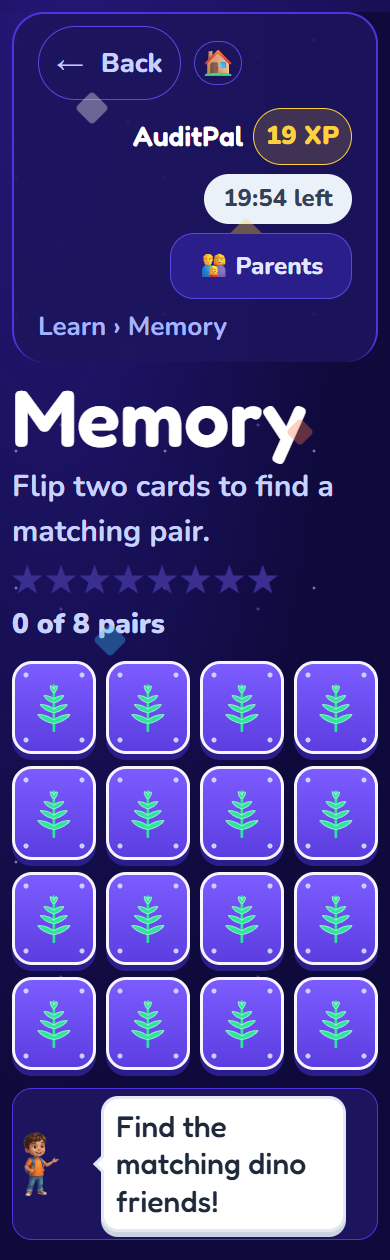 ← Back
AuditPal 19 XP
19:54 left
Parents
Learn › Memory
Memory
Flip two cards to find a
matching pair.
0 of 8 pairs
Find the
matching dino
friends!